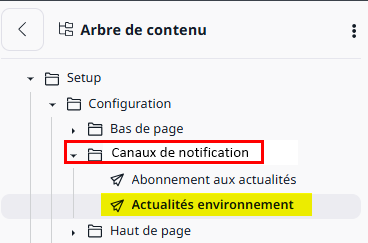 Arbre de contenu
Setup
Configuration
Bas de page
Canaux de notification
Abonnement aux actualités
Actualités environnement
Haut de page